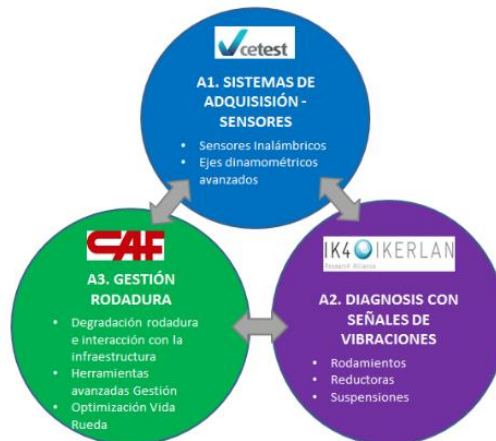 cetest
A1. SISTEMAS DE
ADQUISISIÓN -
SENSORES
• Sensores Inalámbricos
• Ejes dinamométricos
avanzados
CAF
A3. GESTIÓN
RODADURA
• Degradación rodadura
e interacción con la
infraestructura
• Herramientas
avanzadas Gestión
• Optimización Vida
Rueda
IK4 IKERLAN
Research Alliance
A2. DIAGNOSIS CON
SEÑALES DE
VIBRACIONES
• Rodamientos
• Reductoras
• Suspensiones